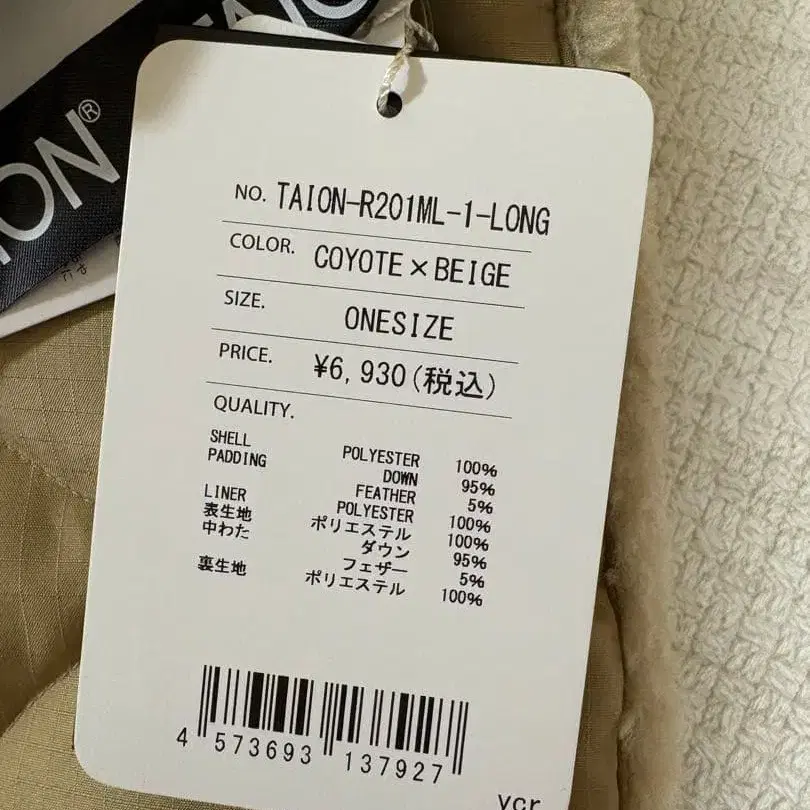 ION®
NO. TAION-R201ML-1-LONG
COLOR. COYOTE×BEIGE
SIZE. ONESIZE
PRICE. ¥6,930(税込)
QUALITY.
SHELL POLYESTER 100%
PADDING DOWN 95%
FEATHER 5%
LINER POLYESTER 100%
表生地 ポリエステル 100%
中わた ダウン 95%
フェザー 5%
裏生地 ポリエステル 100%
4 573693 137927
vcr